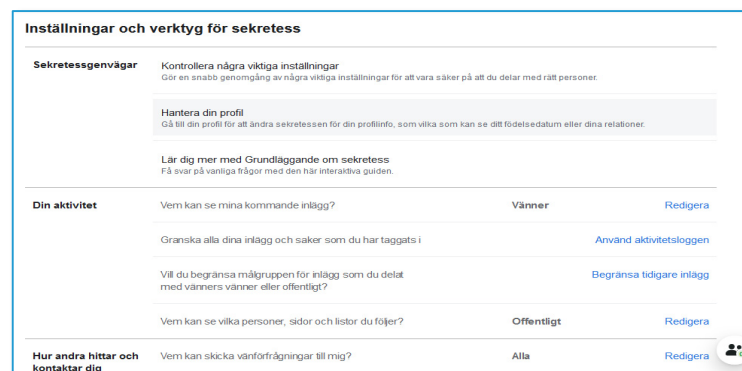 Inställningar och verktyg för sekretess
Sekretessgenvägar
Kontrollera några viktiga inställningar
Gör en snabb genomgång av några viktiga inställningar för att vara säker på att du delar med rätt personer.
Hantera din profil
Gå till din profil för att ändra sekretessen för din profilinfo, som vilka som kan se ditt födelsedatum eller dina relationer.
Lär dig mer med Grundläggande om sekretess
Få svar på vanliga frågor med den här interaktiva guiden.
Din aktivitet
Vem kan se mina kommande inlägg? Vänner Redigera
Granska alla dina inlägg och saker som du har taggats i Använd aktivitetsloggen
Vill du begränsa målgruppen för inlägg som du delat
med vänners vänner eller offentligt? Begränsa tidigare inlägg
Vem kan se vilka personer, sidor och listor du följer? Offentligt Redigera
Hur andra hittar och
kontaktar dig
Vem kan skicka vänförfrågningar till mig? Alla Redigera